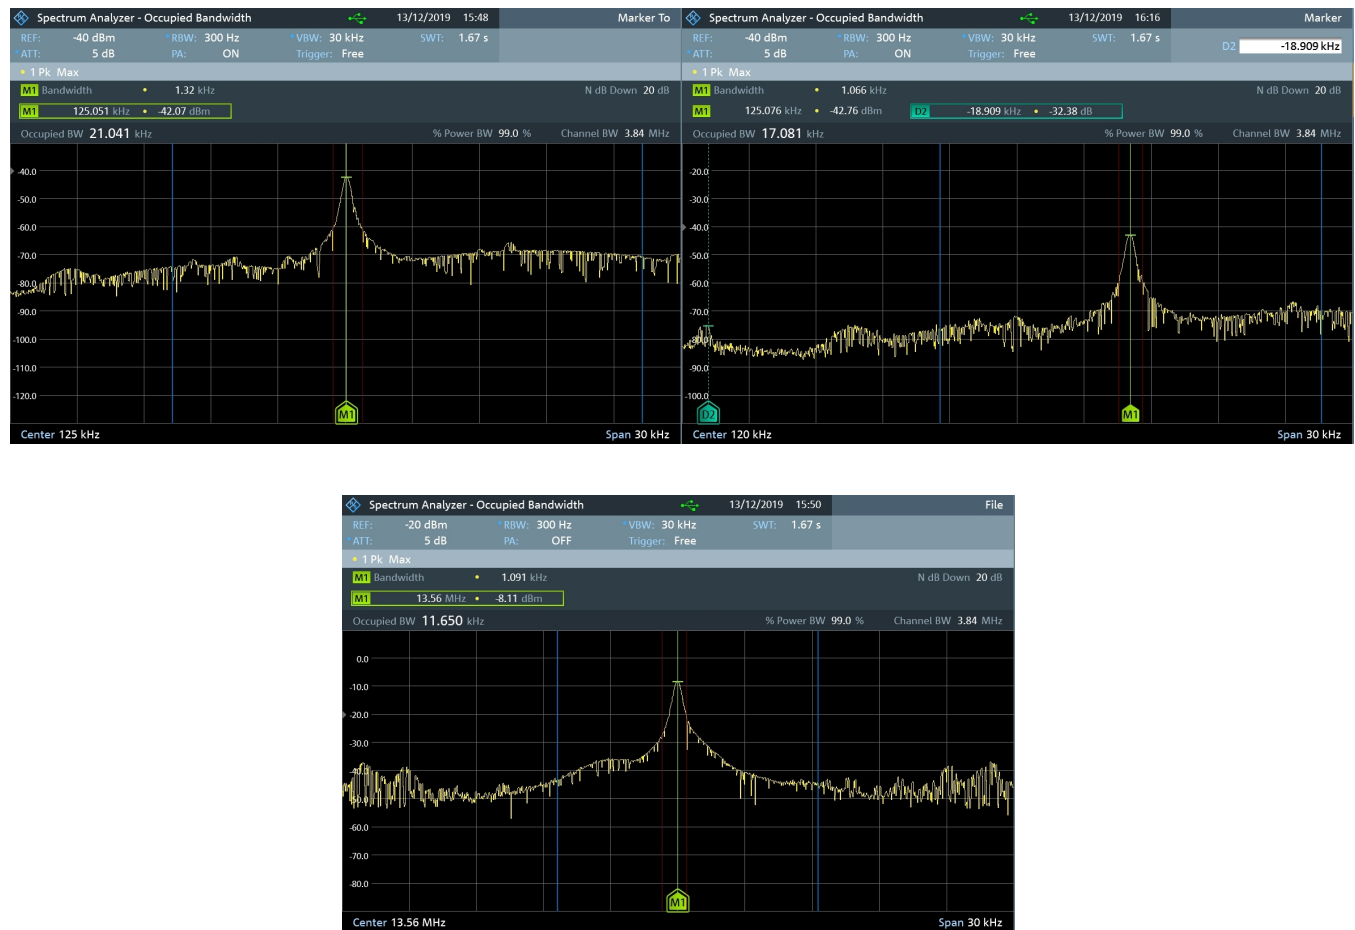 Spectrum Analyzer - Occupied Bandwidth 13/12/2019 15:48 Marker To
REF: -40 dBm RBW: 300 Hz VBW: 30 kHz SWT: 1.67 s
ATT: 5 dB PA: ON Trigger: Free
1 Pk Max
M1 Bandwidth 1.32 kHz N dB Down 20 dB
M1 125.051 kHz -42.07 dBm
Occupied BW 21.041 kHz % Power BW 99.0 % Channel BW 3.84 MHz
-40.0
-50.0
-60.0
-70.0
-80.0
-90.0
-100.0
-110.0
-120.0
M1
Center 125 kHz Span 30 kHz
Spectrum Analyzer - Occupied Bandwidth 13/12/2019 16:16 Marker
REF: -40 dBm RBW: 300 Hz VBW: 30 kHz SWT: 1.67 s
ATT: 5 dB PA: ON Trigger: Free
D2 -18.909 kHz
1 Pk Max
M1 Bandwidth 1.066 kHz N dB Down 20 dB
M1 125.076 kHz -42.76 dBm D2 -18.909 kHz -32.38 dB
Occupied BW 17.081 kHz % Power BW 99.0 % Channel BW 3.84 MHz
-20.0
-30.0
-40.0
-50.0
-60.0
-70.0
-80.0
-90.0
-100.0
D2 M1
Center 120 kHz Span 30 kHz
Spectrum Analyzer - Occupied Bandwidth 13/12/2019 15:50 File
REF: -20 dBm RBW: 300 Hz VBW: 30 kHz SWT: 1.67 s
ATT: 5 dB PA: OFF Trigger: Free
1 Pk Max
M1 Bandwidth 1.091 kHz N dB Down 20 dB
M1 13.56 MHz -8.11 dBm
Occupied BW 11.650 kHz % Power BW 99.0 % Channel BW 3.84 MHz
0.0
-10.0
-20.0
-30.0
-40.0
-50.0
-60.0
-70.0
-80.0
M1
Center 13.56 MHz Span 30 kHz